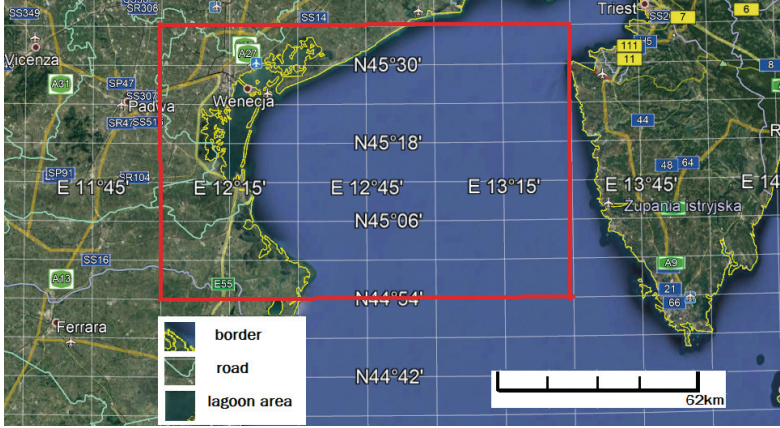 SS349
SR308
SS14
Triest
SS20
7
6
Vicenza
A27
111
11
N45°30'
8
A31
SP47
SS307
Padwa
Wenecja
SR47
SS51
44
N45°18'
48
64
SP91
SR104
E 11°45'
E 12°15'
E 12°45'
E 13°15'
E 13°45'
E 14
Żupania istryjska
N45°06'
SS16
A13
E55
A9
21
66
N44°54'
Ferrara
border
road
lagoon area
N44°42'
62km